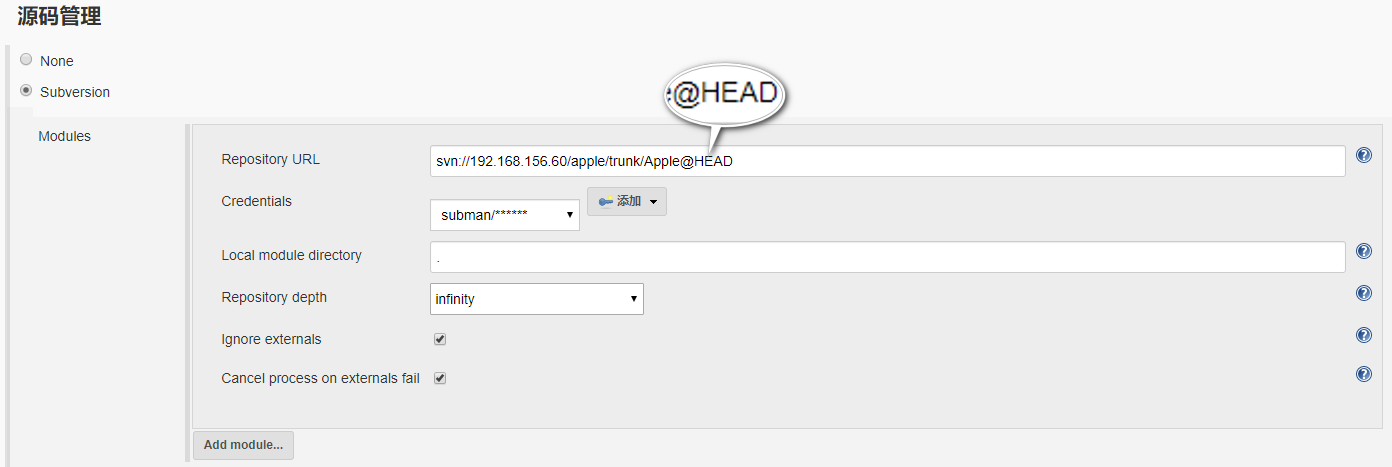 源码管理
None
Subversion
e@HEAD
Modules
Repository URL
svn://192.168.156.60/apple/trunk/Apple@HEAD
Credentials
subman/******
添加
Local module directory
.
Repository depth
infinity
Ignore externals
Cancel process on externals fail
Add module...